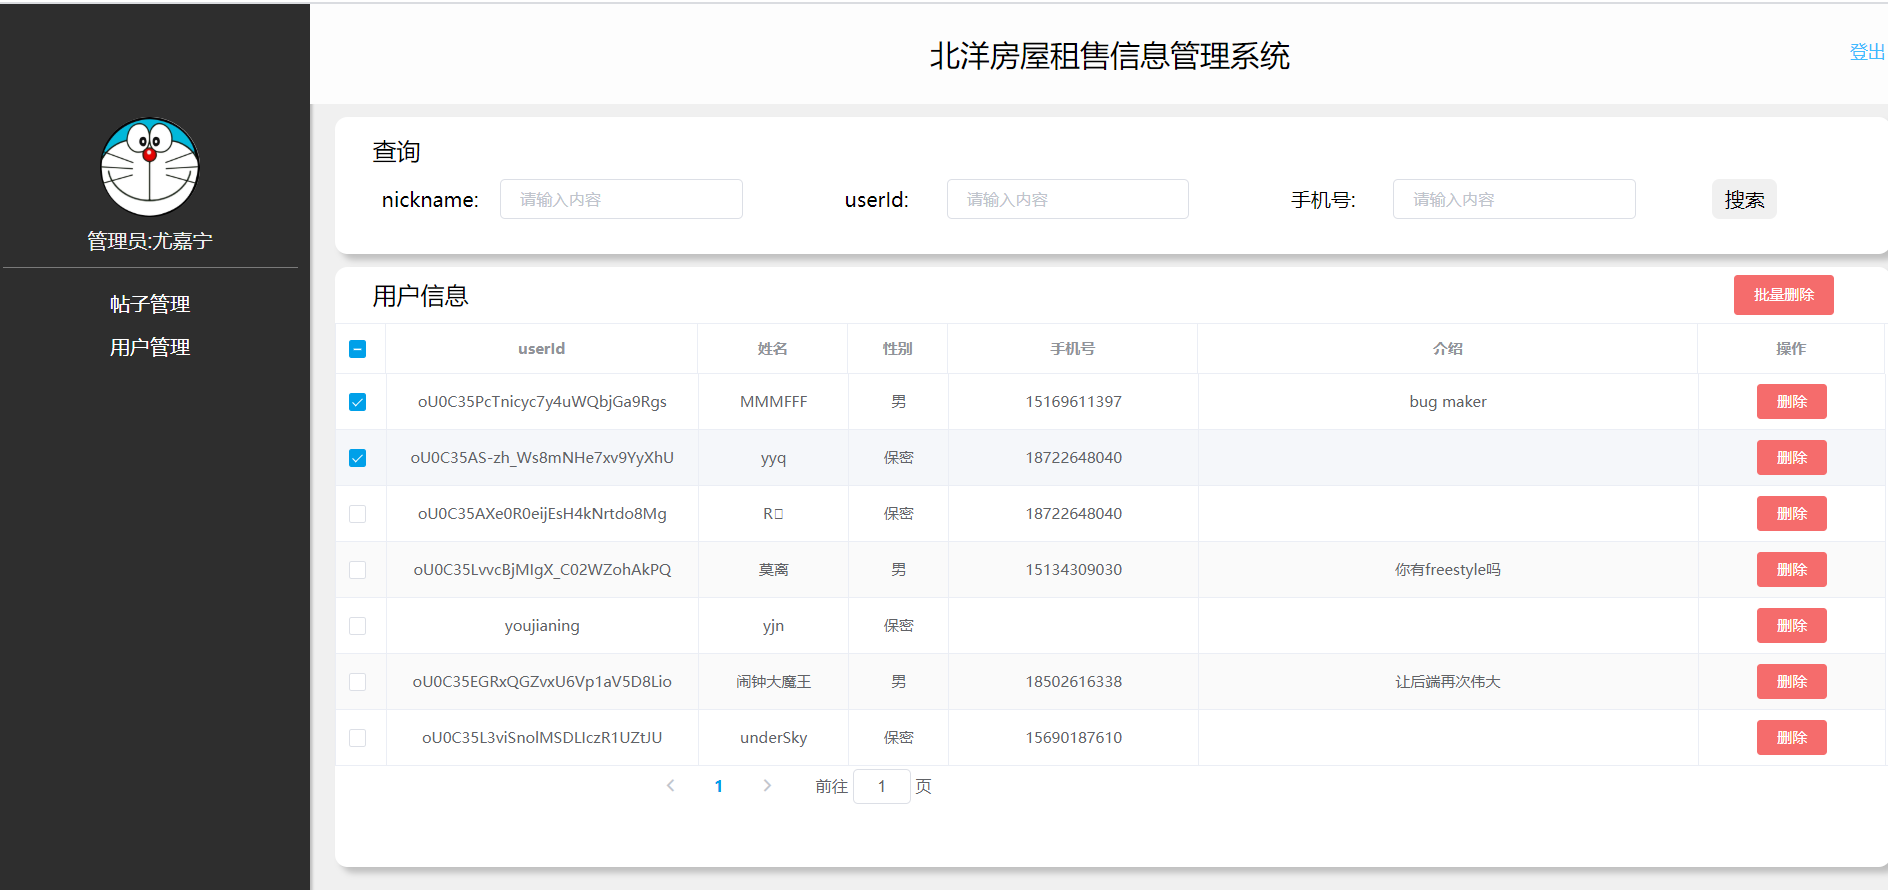 北洋房屋租售信息管理系统
登出
管理员:尤嘉宁
帖子管理
用户管理
查询
nickname: 请输入内容 userId: 请输入内容 手机号: 请输入内容 搜索
用户信息 批量删除
userId 姓名 性别 手机号 介绍 操作
oU0C35PcTnicyc7y4uWQbjGa9Rgs MMMFFF 男 15169611397 bug maker 删除
oU0C35AS-zh_Ws8mNHe7xv9YyXhU yyq 保密 18722648040 删除
oU0C35AXe0R0eijEsH4kNrtdo8Mg R 保密 18722648040 删除
oU0C35LvvcBjMIgX_C02WZohAkPQ 莫离 男 15134309030 你有freestyle吗 删除
youjianing yjn 保密 删除
oU0C35EGRxQGZvxU6Vp1aV5D8Lio 闹钟大魔王 男 18502616338 让后端再次伟大 删除
oU0C35L3viSnolMSDLIczR1UZtJU underSky 保密 15690187610 删除
1 前往 1 页